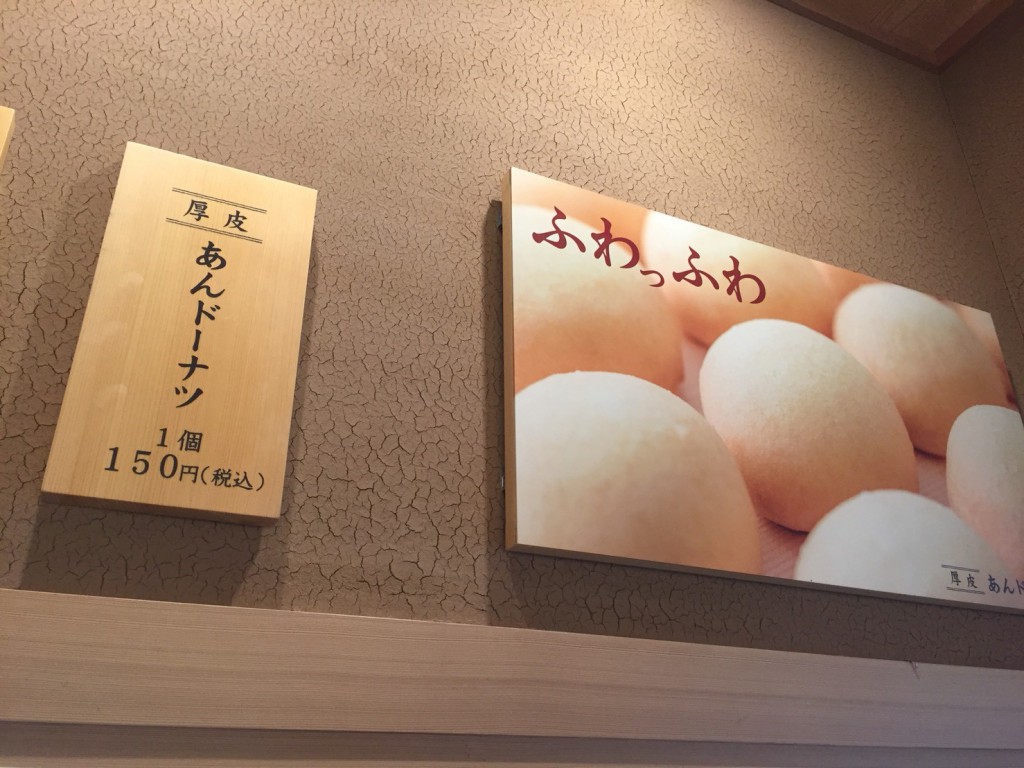 厚皮
あんドーナツ
1個
150円(税込)
ふわっふわ
厚皮
あんド